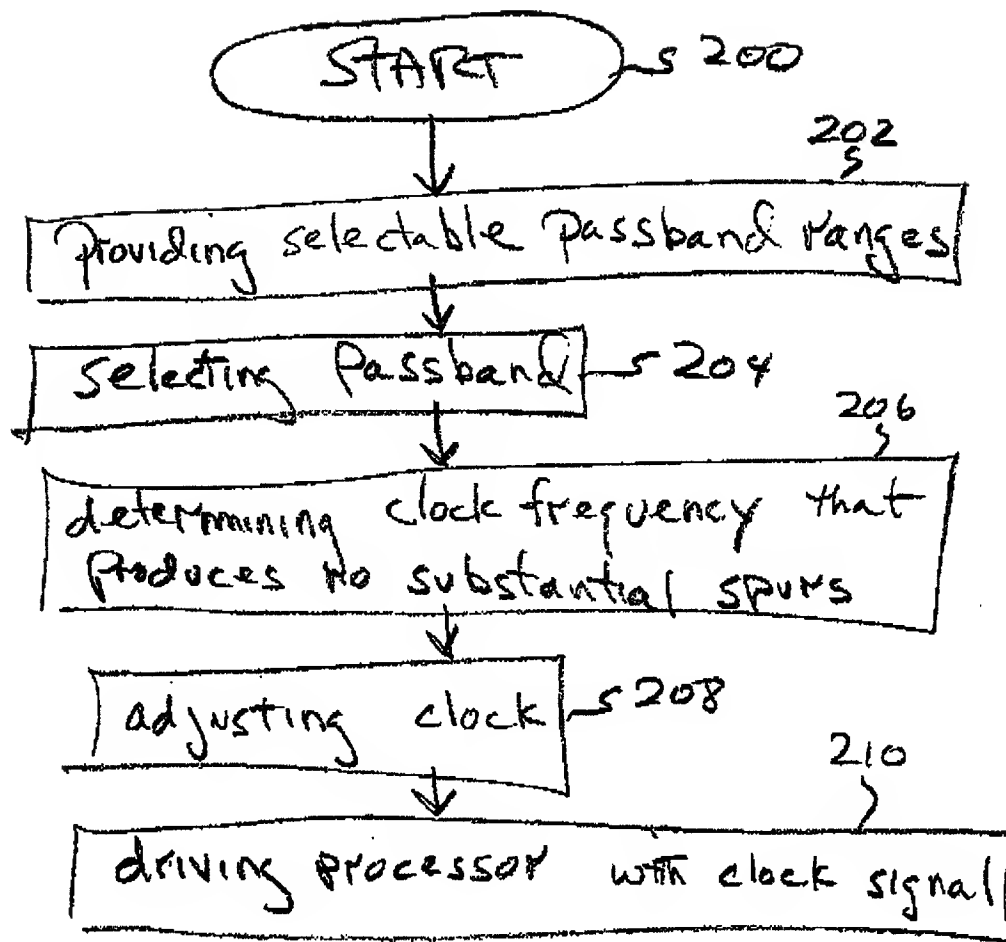 START 200
202
Providing selectable Passband ranges
selecting Passband 204
206
determining clock frequency that
Produces no substantial spurs
adjusting clock 208
210
driving processor with clock signal